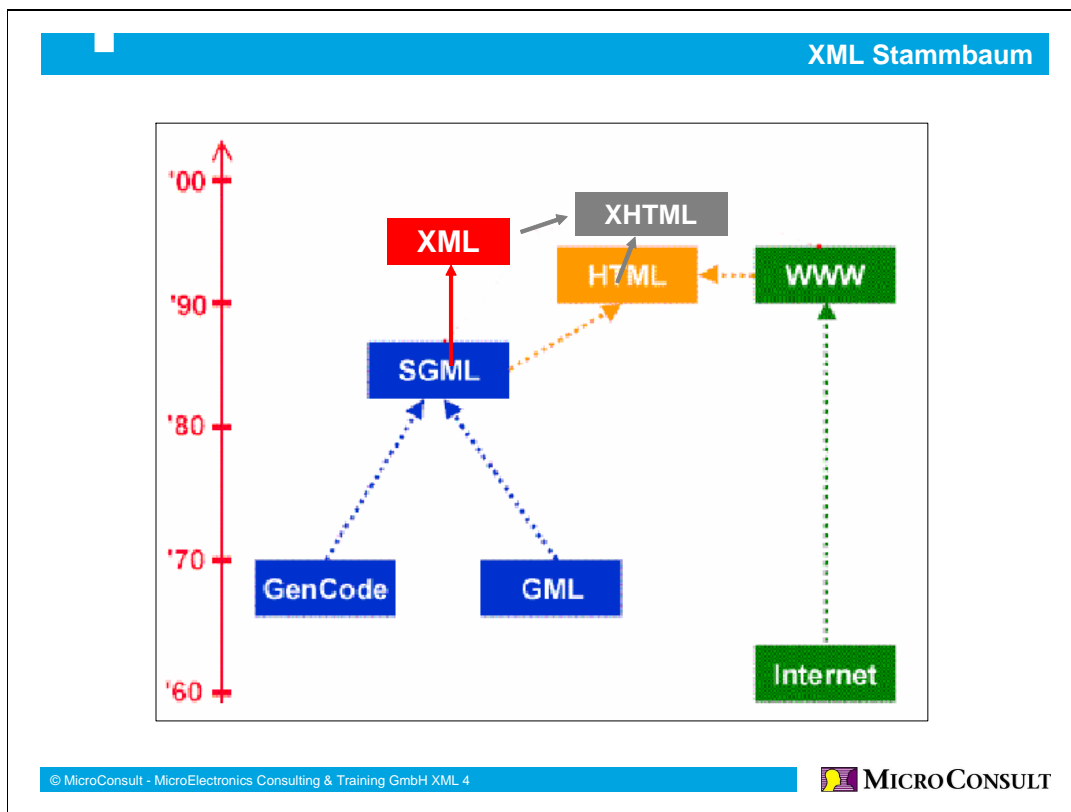 XML Stammbaum
'00
XHTML
XML
HTML
WWW
'90
SGML
'80
'70
GenCode
GML
Internet
'60
© MicroConsult - MicroElectronics Consulting & Training GmbH XML 4
MICROCONSULT